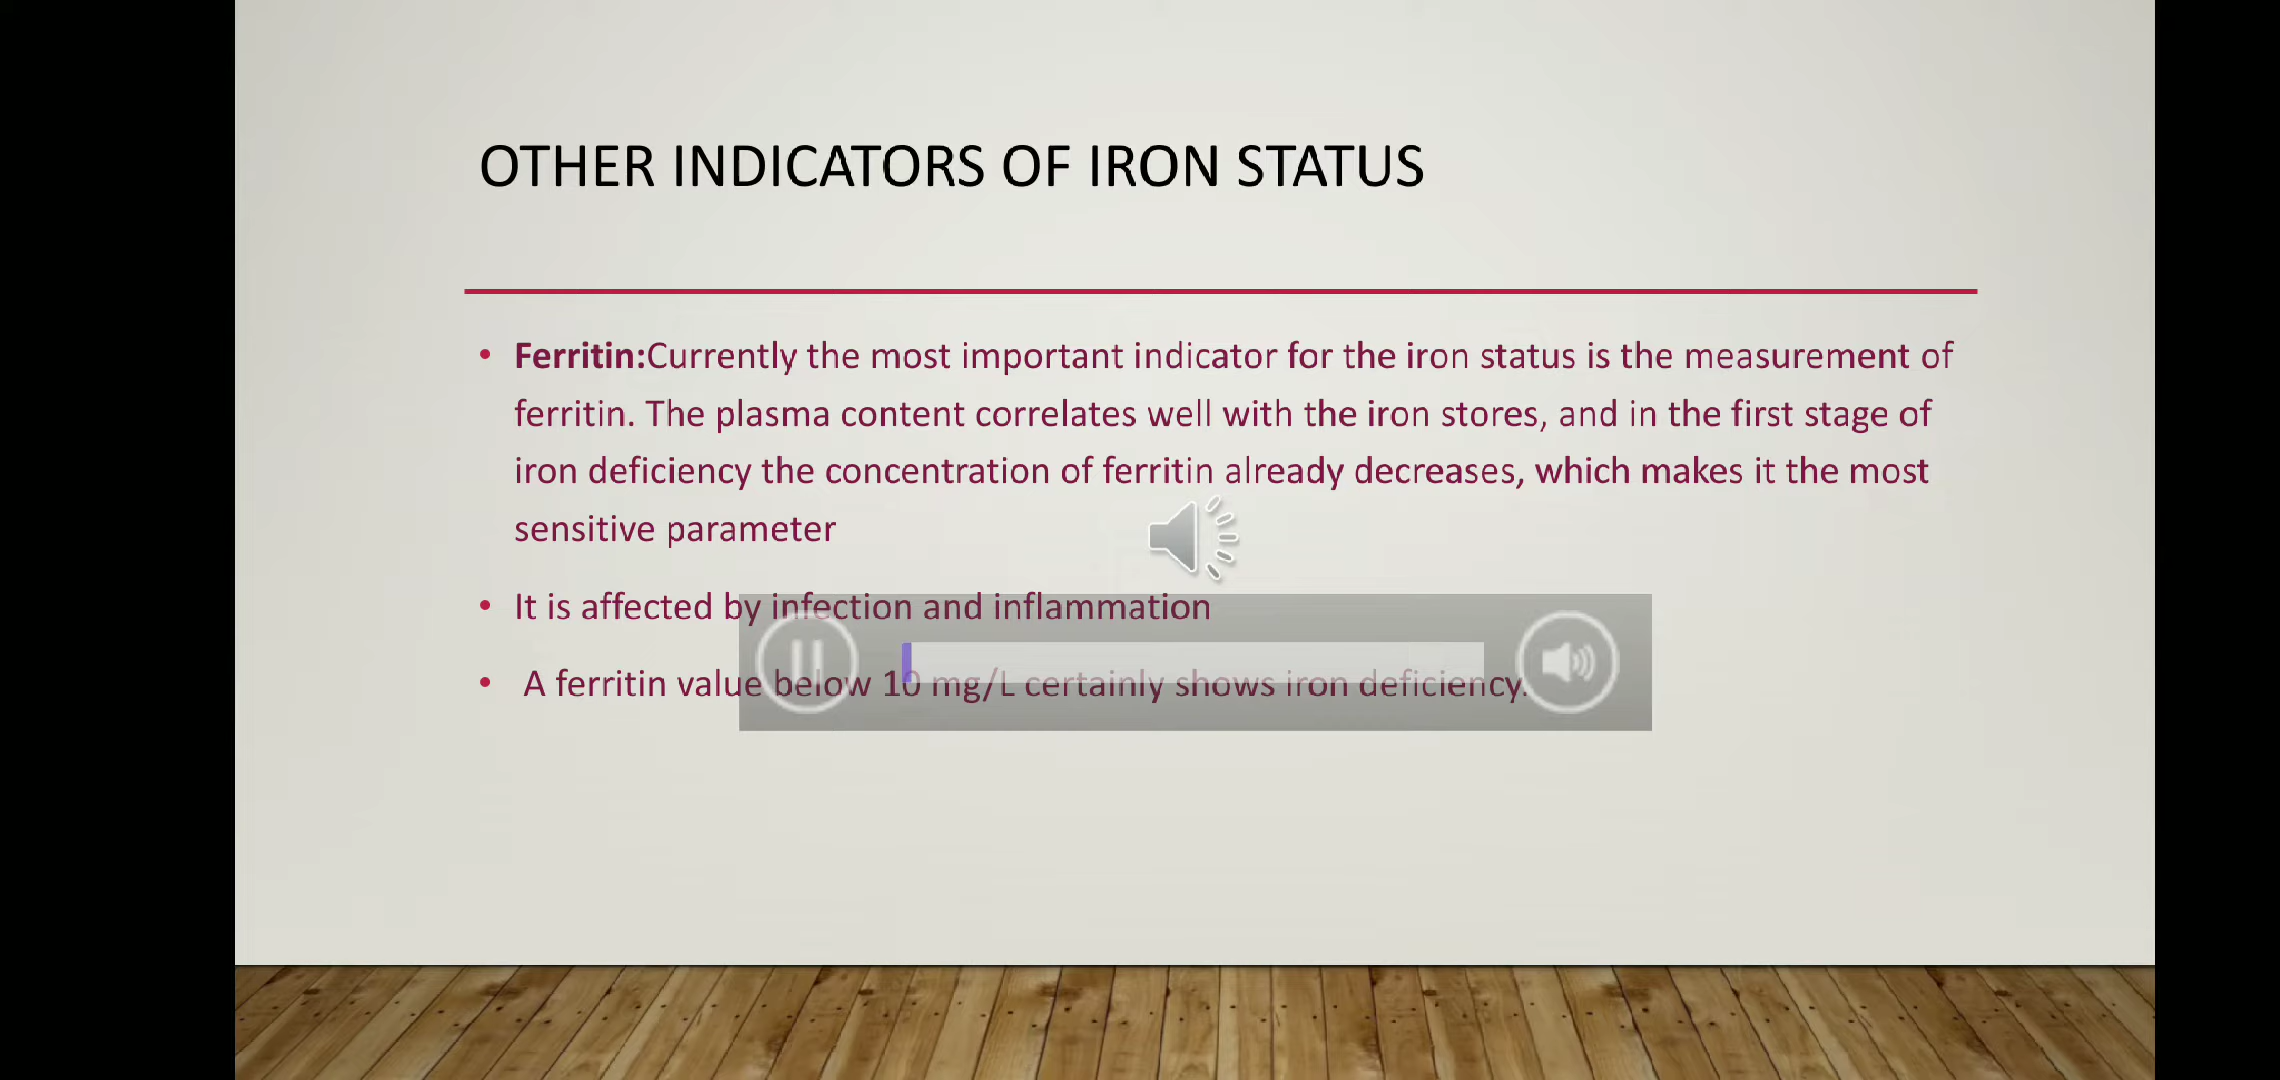 OTHER INDICATORS OF IRON STATUS
• Ferritin:Currently the most important indicator for the iron status is the measurement of
ferritin. The plasma content correlates well with the iron stores, and in the first stage of
iron deficiency the concentration of ferritin already decreases, which makes it the most
sensitive parameter
• It is affected by infection and inflammation
• A ferritin value below 10 mg/L certainly shows iron deficiency.